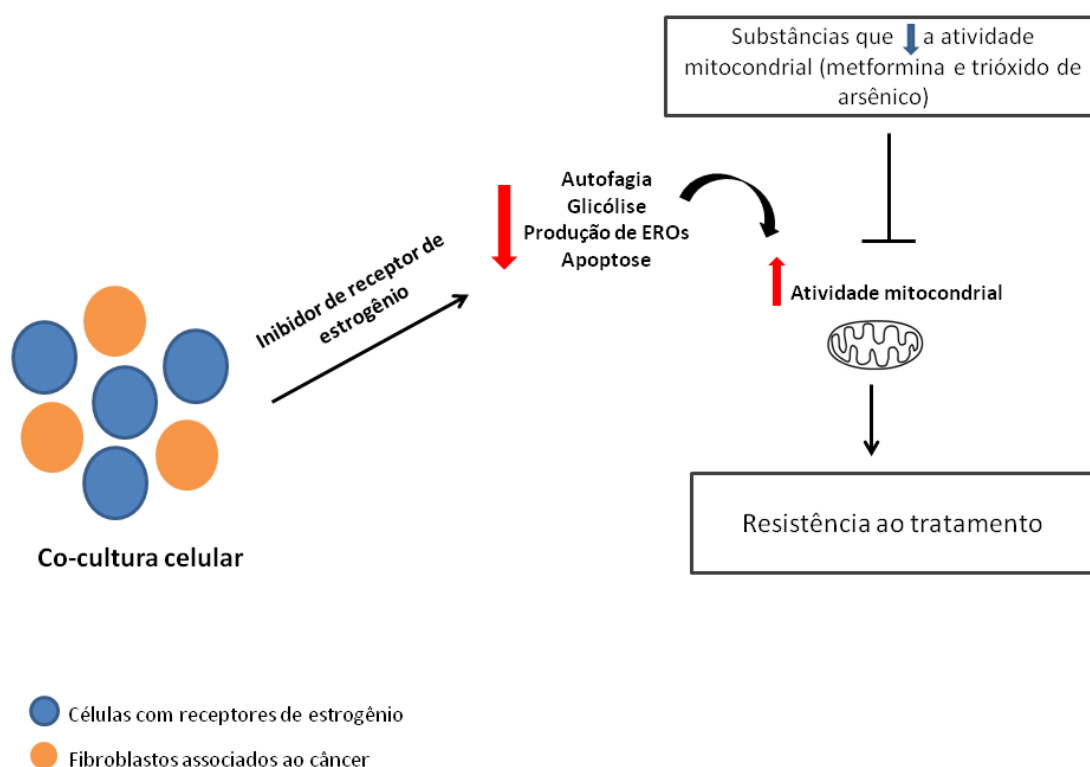 Substâncias que a atividade
mitocondrial (metformina e trióxido de
arsênico)
Autofagia
Glicólise
Produção de EROs
Apoptose
Inibidor de receptor de
estrogênio
Atividade mitocondrial
Resistência ao tratamento
Co-cultura celular
Células com receptores de estrogênio
Fibroblastos associados ao câncer